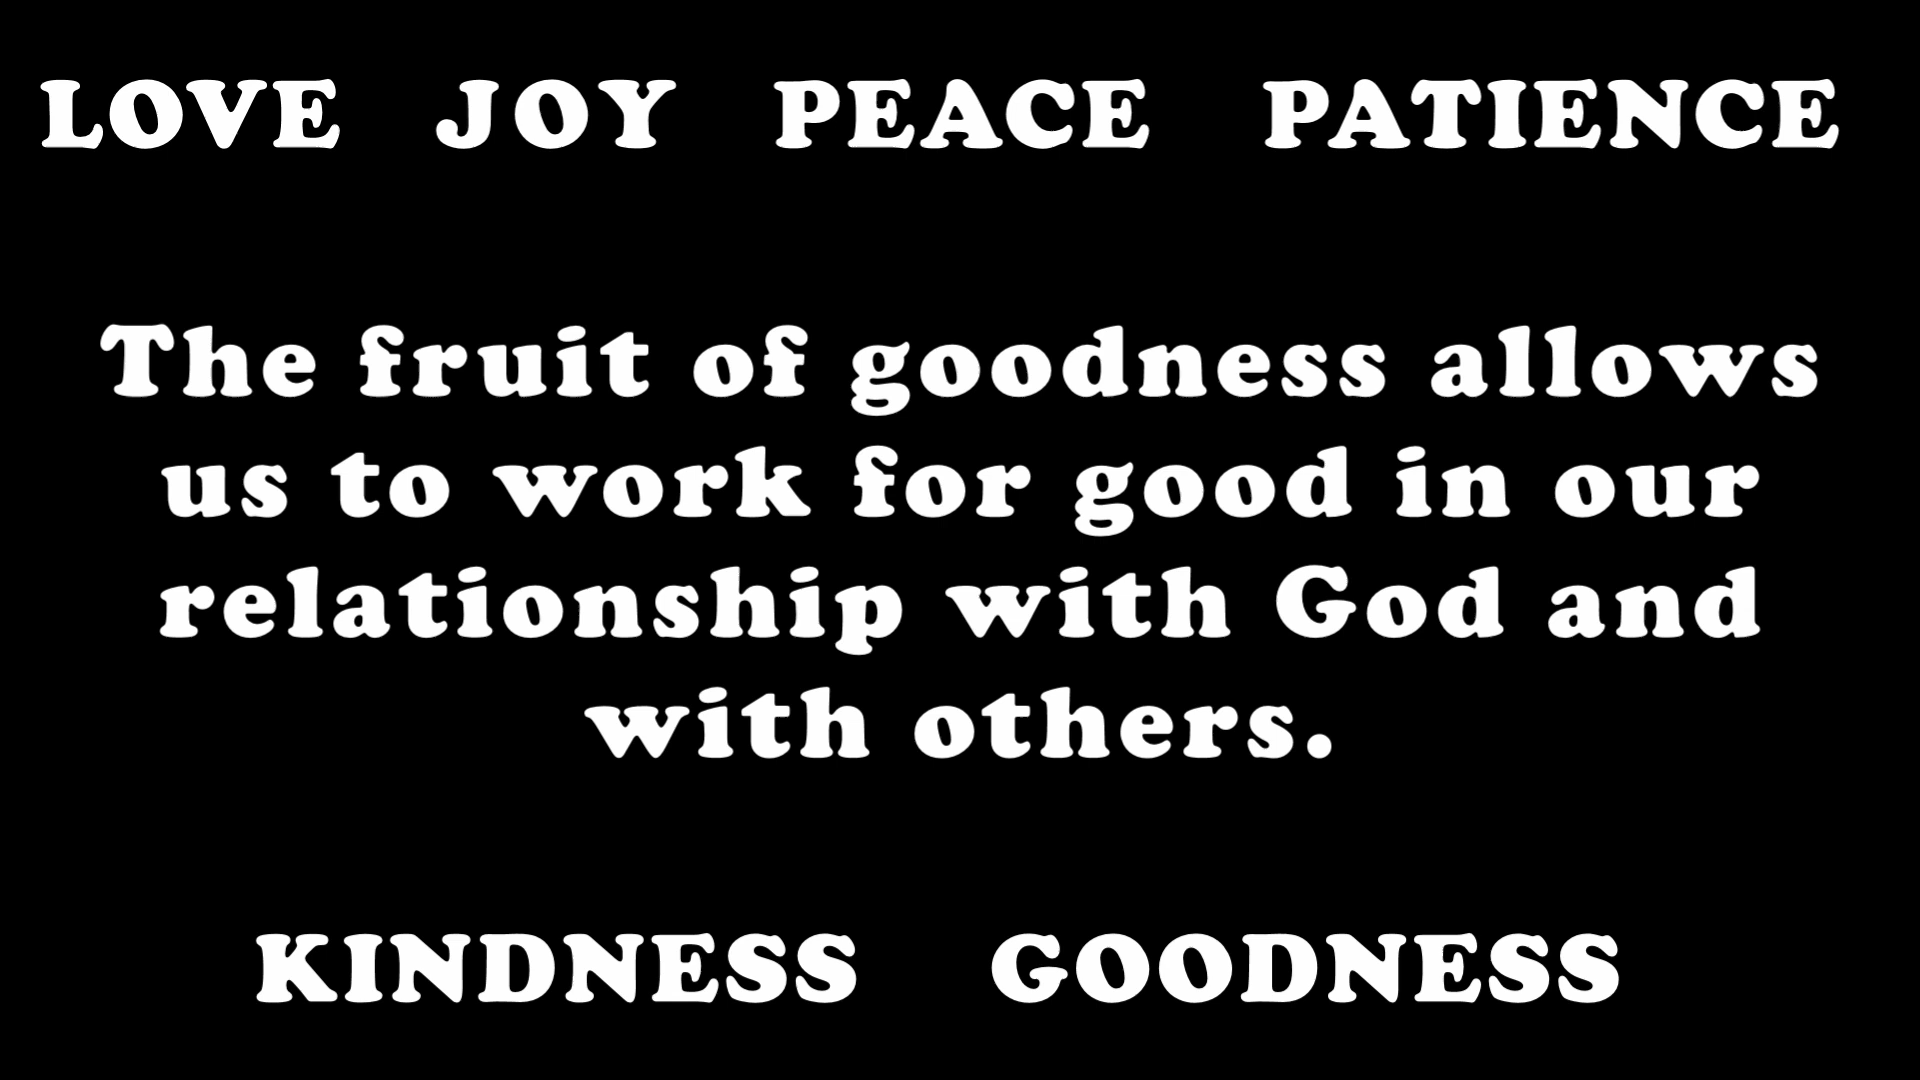 LOVE JOY PEACE PATIENCE
The fruit of goodness allows
us to work for good in our
relationship with God and
with others.
KINDNESS GOODNESS